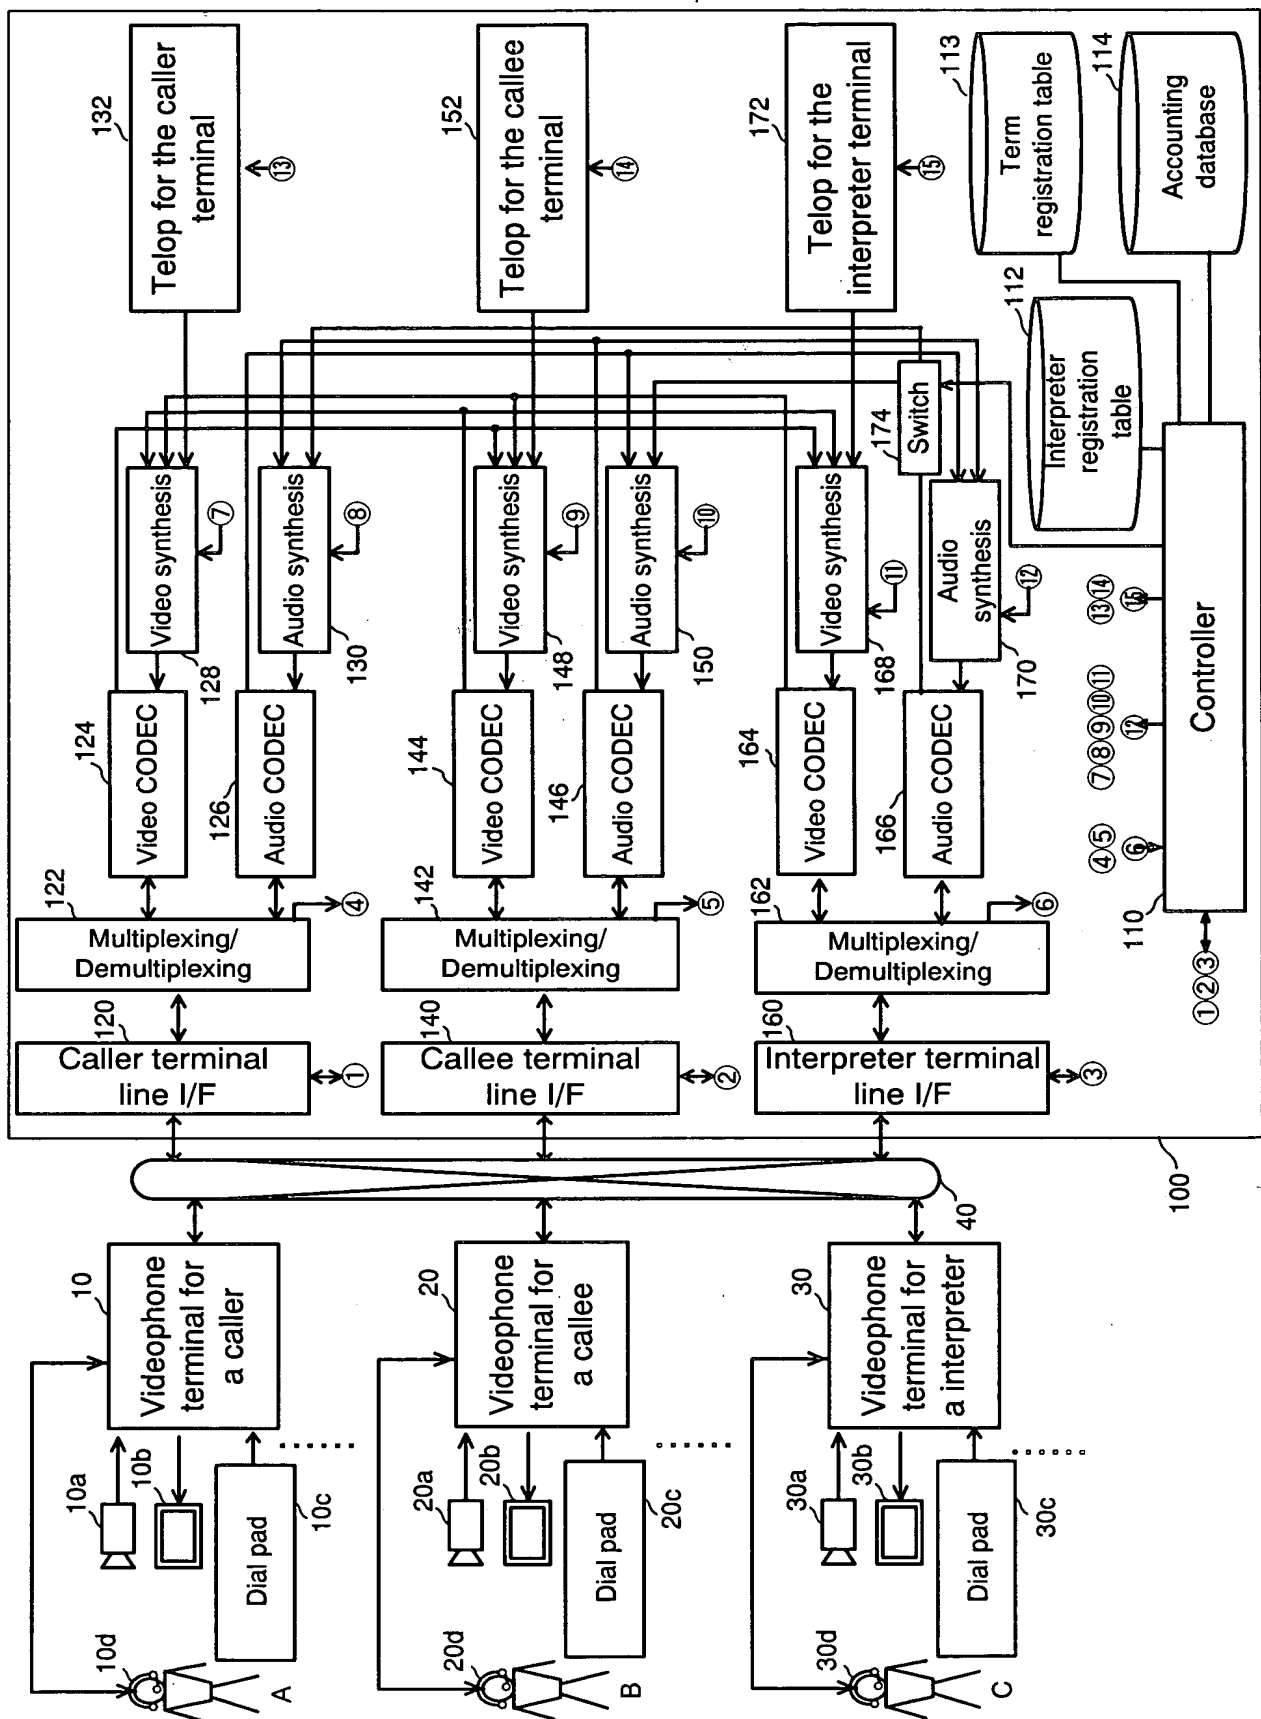 A
10d
10a
10b
Dial pad
10c
10
Videophone
terminal for
a caller
B
20d
20a
20b
Dial pad
20c
20
Videophone
terminal for
a callee
C
30d
30a
30b
Dial pad
30c
30
Videophone
terminal for
a interpreter
40
100
120
Caller terminal
line I/F
①
122
Multiplexing/
Demultiplexing
④
124
Video CODEC
126
Audio CODEC
128
Video synthesis
⑦
130
Audio synthesis
⑧
132
Telop for the caller
terminal
⑬
140
Callee terminal
line I/F
②
142
Multiplexing/
Demultiplexing
⑤
144
Video CODEC
146
Audio CODEC
148
Video synthesis
⑨
150
Audio synthesis
⑩
152
Telop for the callee
terminal
⑭
160
Interpreter terminal
line I/F
③
162
Multiplexing/
Demultiplexing
⑥
164
Video CODEC
166
Audio CODEC
168
Video synthesis
⑪
170
Audio
synthesis
⑫
174
Switch
172
Telop for the
interpreter terminal
⑮
110
①②③
④⑤
⑥
⑦⑧⑨⑩⑪
⑫
⑬⑭
⑮
Controller
112
Interpreter
registration
table
113
Term
registration table
114
Accounting
database